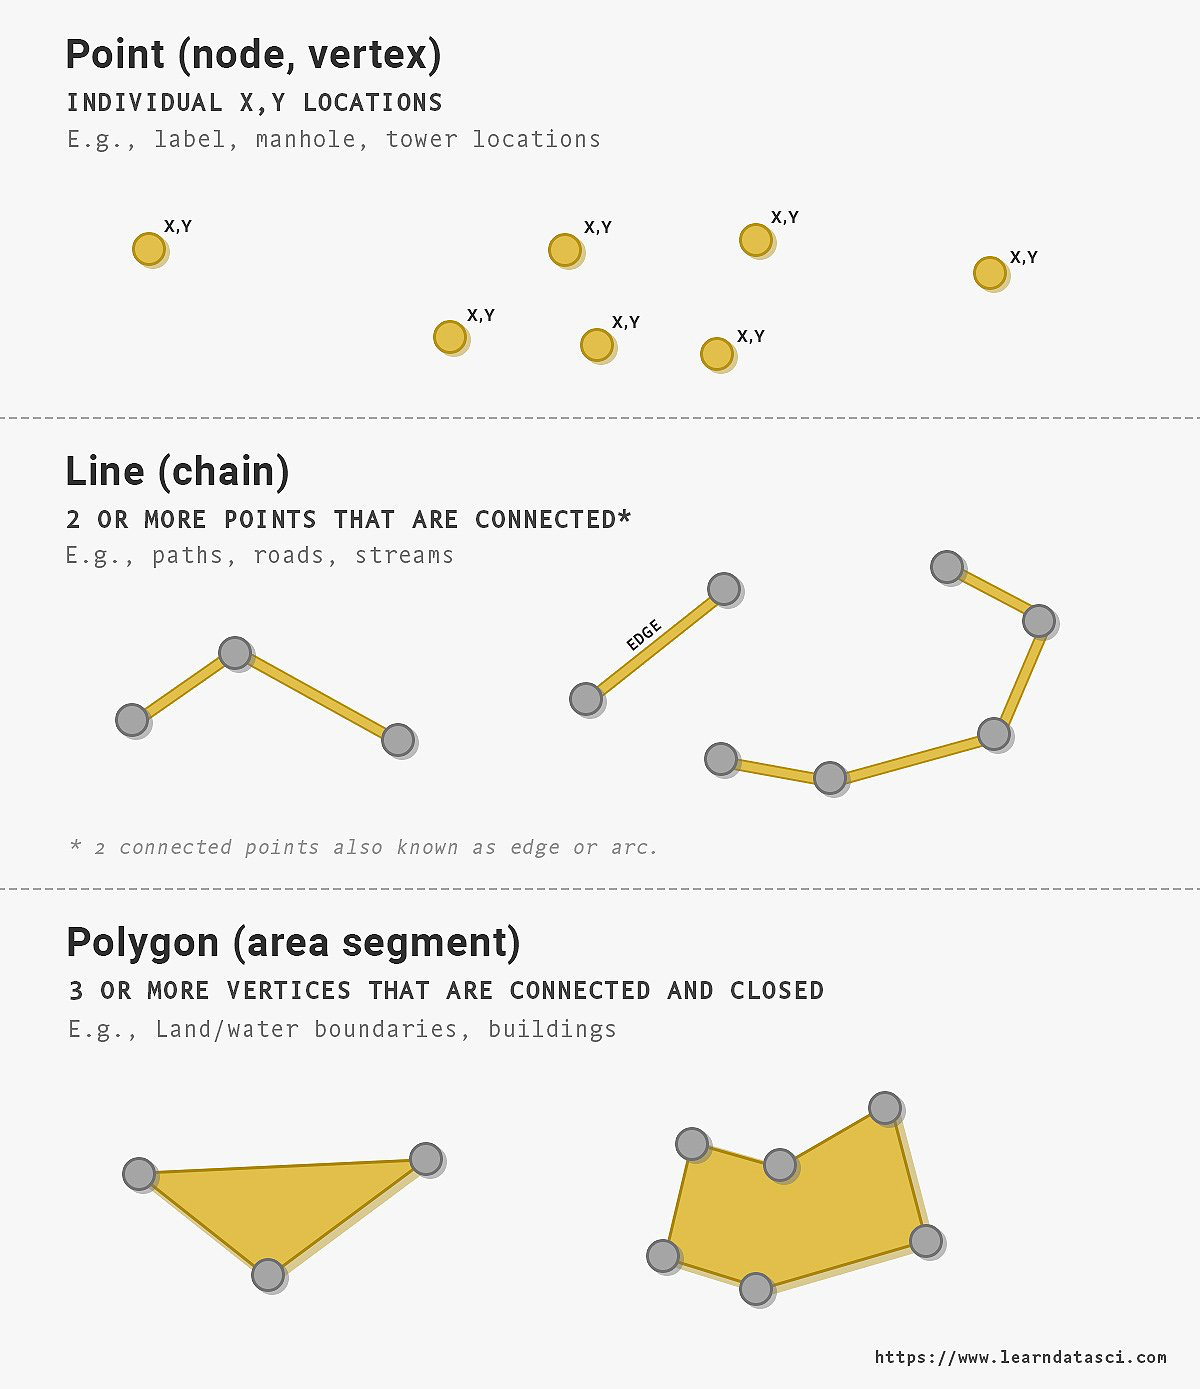 Point (node, vertex)
INDIVIDUAL X,Y LOCATIONS
E.g., label, manhole, tower locations
X,Y
X,Y
X,Y
X,Y
X,Y
X,Y
X,Y
Line (chain)
2 OR MORE POINTS THAT ARE CONNECTED*
E.g., paths, roads, streams
EDGE
* 2 connected points also known as edge or arc.
Polygon (area segment)
3 OR MORE VERTICES THAT ARE CONNECTED AND CLOSED
E.g., Land/water boundaries, buildings
https://www.learndatasci.com